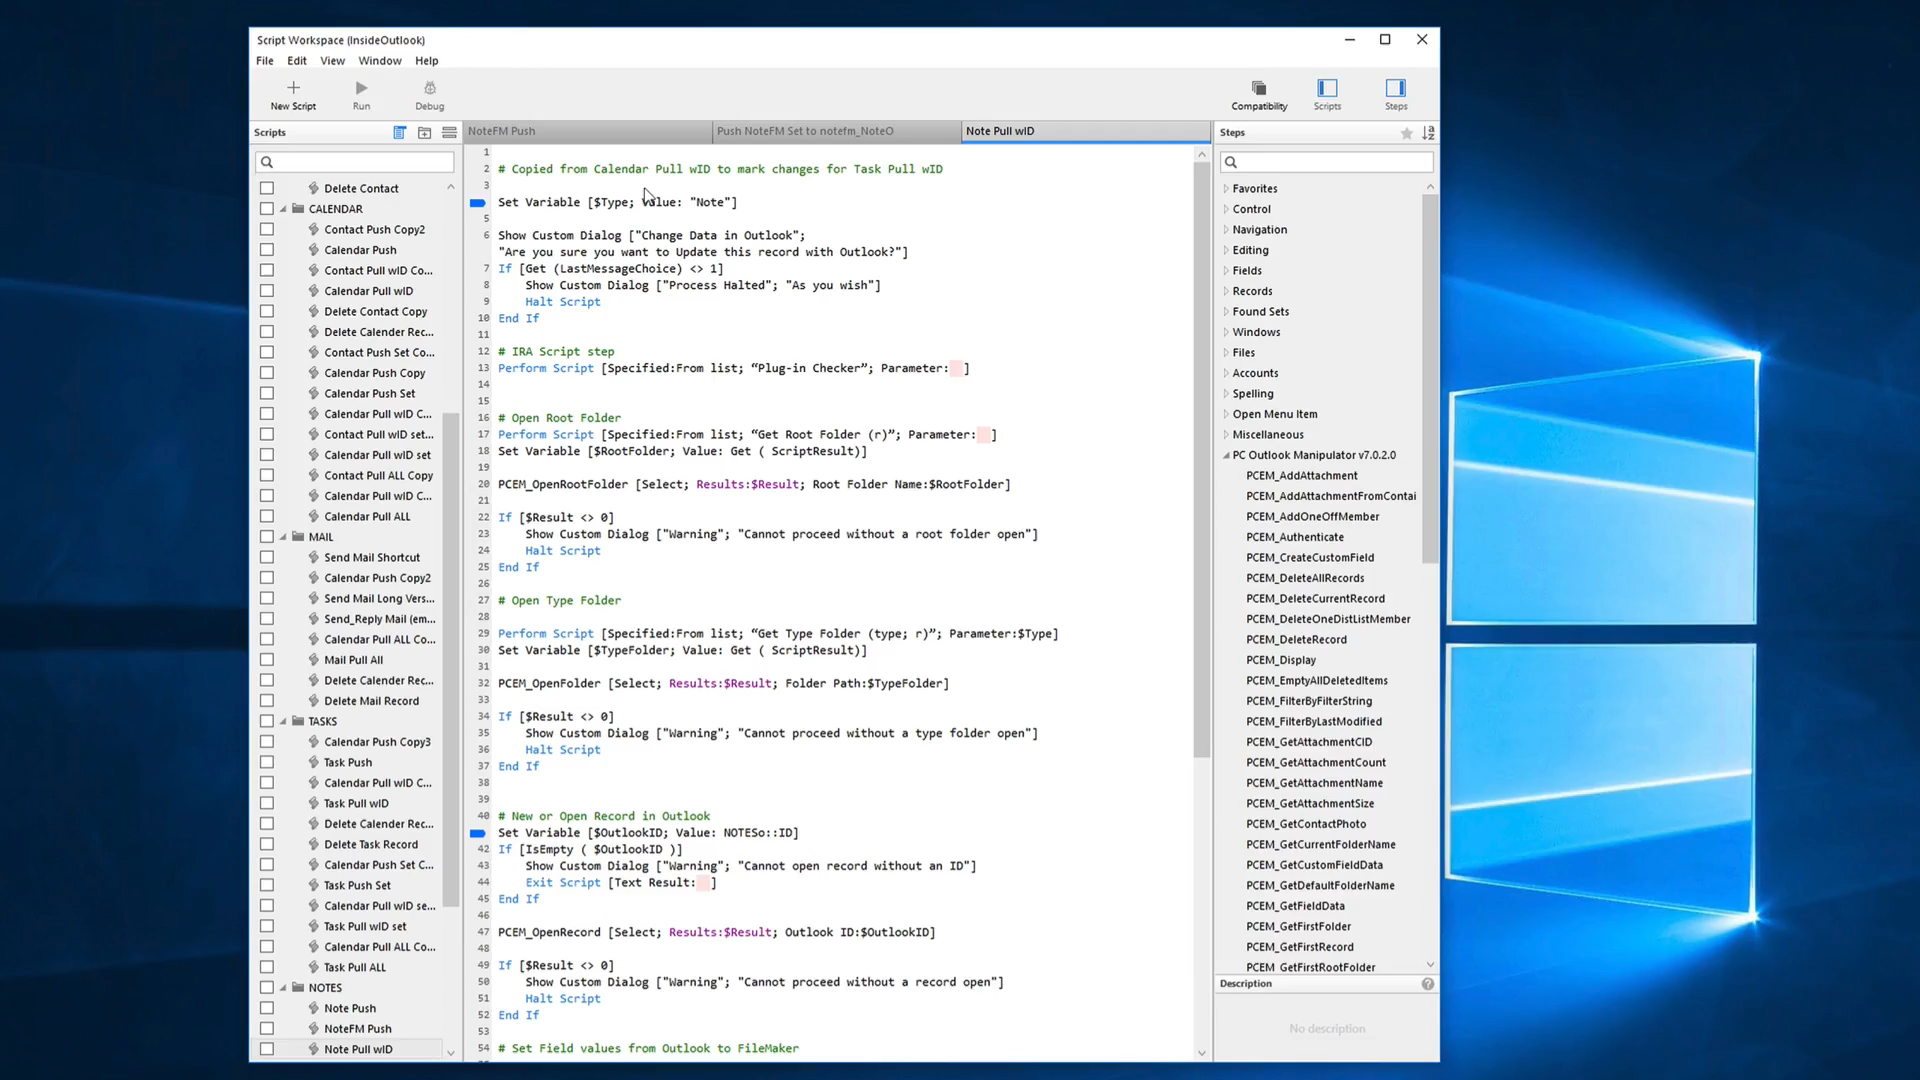 Script Workspace (InsideOutlook)
File Edit View Window Help
New Script Run Debug Compatibility Scripts Steps
Scripts
Delete Contact
CALENDAR
Contact Push Copy2
Calendar Push
Contact Pull wID Co...
Calendar Pull wID
Delete Contact Copy
Delete Calender Rec...
Contact Push Set Co...
Calendar Push Copy
Calendar Push Set
Calendar Pull wID C...
Contact Pull wID set...
Calendar Pull wID set
Contact Pull ALL Copy
Calendar Pull wID C...
Calendar Pull ALL
MAIL
Send Mail Shortcut
Calendar Push Copy2
Send Mail Long Vers...
Send_Reply Mail (em...
Calendar Pull ALL Co...
Mail Pull All
Delete Calender Rec...
Delete Mail Record
TASKS
Calendar Push Copy3
Task Push
Calendar Pull wID C...
Task Pull wID
Delete Calender Rec...
Delete Task Record
Calendar Push Set C...
Task Push Set
Calendar Pull wID se...
Task Pull wID set
Calendar Pull ALL Co...
Task Pull ALL
NOTES
Note Push
NoteFM Push
Note Pull wID
NoteFM Push Push NoteFM Set to notefm_NoteO Note Pull wID
1
2 # Copied from Calendar Pull wID to mark changes for Task Pull wID
3
Set Variable [$Type; Value: "Note"]
5
6 Show Custom Dialog ["Change Data in Outlook";
"Are you sure you want to Update this record with Outlook?"]
7 If [Get (LastMessageChoice) <> 1]
8 Show Custom Dialog ["Process Halted"; "As you wish"]
9 Halt Script
10 End If
11
12 # IRA Script step
13 Perform Script [Specified:From list; “Plug-in Checker”; Parameter: ]
14
15
16 # Open Root Folder
17 Perform Script [Specified:From list; “Get Root Folder (r)”; Parameter: ]
18 Set Variable [$RootFolder; Value: Get ( ScriptResult)]
19
20 PCEM_OpenRootFolder [Select; Results:$Result; Root Folder Name:$RootFolder]
21
22 If [$Result <> 0]
23 Show Custom Dialog ["Warning"; "Cannot proceed without a root folder open"]
24 Halt Script
25 End If
26
27 # Open Type Folder
28
29 Perform Script [Specified:From list; “Get Type Folder (type; r)”; Parameter:$Type]
30 Set Variable [$TypeFolder; Value: Get ( ScriptResult)]
31
32 PCEM_OpenFolder [Select; Results:$Result; Folder Path:$TypeFolder]
33
34 If [$Result <> 0]
35 Show Custom Dialog ["Warning"; "Cannot proceed without a type folder open"]
36 Halt Script
37 End If
38
39
40 # New or Open Record in Outlook
Set Variable [$OutlookID; Value: NOTESo::ID]
42 If [IsEmpty ( $OutlookID )]
43 Show Custom Dialog ["Warning"; "Cannot open record without an ID"]
44 Exit Script [Text Result: ]
45 End If
46
47 PCEM_OpenRecord [Select; Results:$Result; Outlook ID:$OutlookID]
48
49 If [$Result <> 0]
50 Show Custom Dialog ["Warning"; "Cannot proceed without a record open"]
51 Halt Script
52 End If
53
54 # Set Field values from Outlook to FileMaker
Steps
Favorites
Control
Navigation
Editing
Fields
Records
Found Sets
Windows
Files
Accounts
Spelling
Open Menu Item
Miscellaneous
PC Outlook Manipulator v7.0.2.0
PCEM_AddAttachment
PCEM_AddAttachmentFromContai
PCEM_AddOneOffMember
PCEM_Authenticate
PCEM_CreateCustomField
PCEM_DeleteAllRecords
PCEM_DeleteCurrentRecord
PCEM_DeleteOneDistListMember
PCEM_DeleteRecord
PCEM_Display
PCEM_EmptyAllDeletedItems
PCEM_FilterByFilterString
PCEM_FilterByLastModified
PCEM_GetAttachmentCID
PCEM_GetAttachmentCount
PCEM_GetAttachmentName
PCEM_GetAttachmentSize
PCEM_GetContactPhoto
PCEM_GetCurrentFolderName
PCEM_GetCustomFieldData
PCEM_GetDefaultFolderName
PCEM_GetFieldData
PCEM_GetFirstFolder
PCEM_GetFirstRecord
PCEM_GetFirstRootFolder
Description
No description